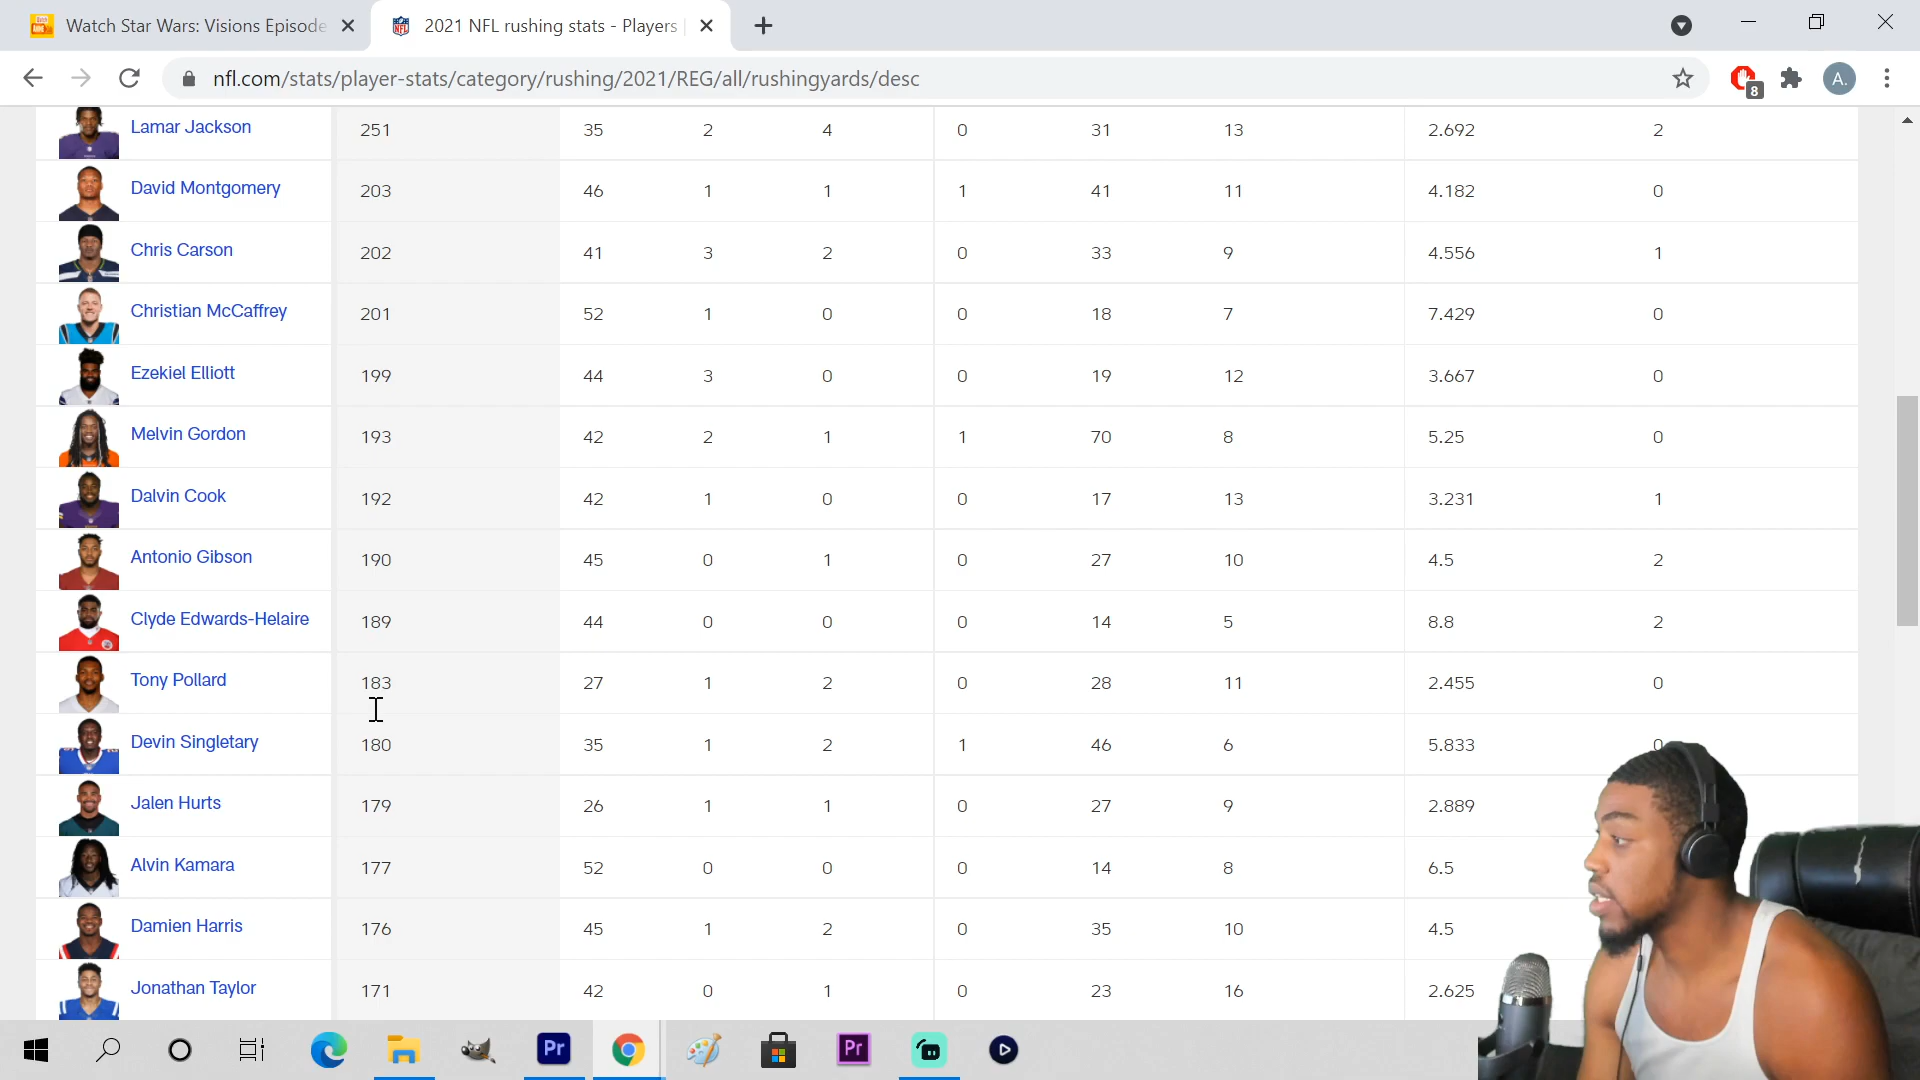 Watch Star Wars: Visions Episode
2021 NFL rushing stats - Players
nfl.com/stats/player-stats/category/rushing/2021/REG/all/rushingyards/desc
8
A.
Lamar Jackson 251 35 2 4 0 31 13 2.692 2
David Montgomery 203 46 1 1 1 41 11 4.182 0
Chris Carson 202 41 3 2 0 33 9 4.556 1
Christian McCaffrey 201 52 1 0 0 18 7 7.429 0
Ezekiel Elliott 199 44 3 0 0 19 12 3.667 0
Melvin Gordon 193 42 2 1 1 70 8 5.25 0
Dalvin Cook 192 42 1 0 0 17 13 3.231 1
Antonio Gibson 190 45 0 1 0 27 10 4.5 2
Clyde Edwards-Helaire 189 44 0 0 0 14 5 8.8 2
Tony Pollard 183 27 1 2 0 28 11 2.455 0
Devin Singletary 180 35 1 2 1 46 6 5.833 0
Jalen Hurts 179 26 1 1 0 27 9 2.889
Alvin Kamara 177 52 0 0 0 14 8 6.5
Damien Harris 176 45 1 2 0 35 10 4.5
Jonathan Taylor 171 42 0 1 0 23 16 2.625
Pr
Pr